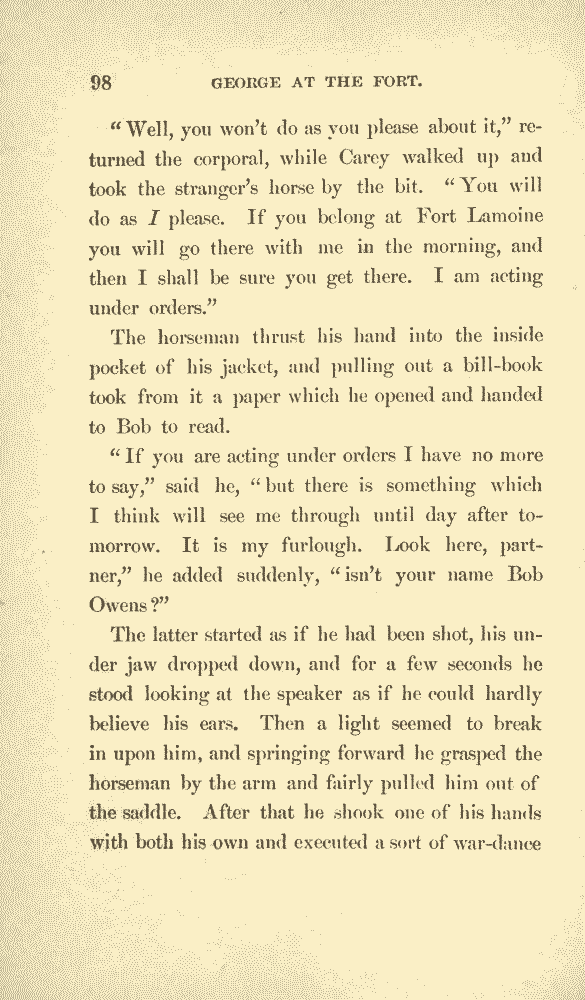 98 GEORGE AT THE FORT.
“Well, you won’t do as you please about it,” re-
turned the corporal, while Carey walked up and
took the stranger’s horse by the bit. “You will
do as I please. If you belong at Fort Lamoine
you will go there with me in the morning, and
then I shall be sure you get there. I am acting
under orders.”
The horseman thrust his hand into the inside
pocket of his jacket, and pulling out a bill-book
took from it a paper which he opened and handed
to Bob to read.
“If you are acting under orders I have no more
to say,” said he, “but there is something which
I think will see me through until day after to-
morrow. It is my furlough. Look here, part-
ner,” he added suddenly, “isn’t your name Bob
Owens?”
The latter started as if he had been shot, his un-
der jaw dropped down, and for a few seconds he
stood looking at the speaker as if he could hardly
believe his ears. Then a light seemed to break
in upon him, and springing forward he grasped the
horseman by the arm and fairly pulled him out of
the saddle. After that he shook one of his hands
with both his own and executed a sort of war-dance